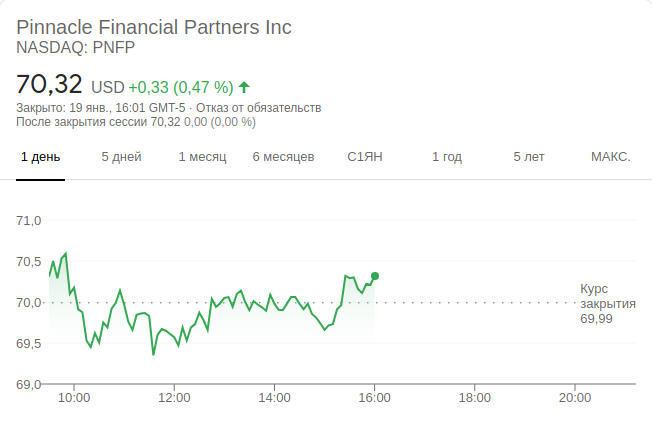 Pinnacle Financial Partners Inc
NASDAQ: PNFP
70,32 USD +0,33 (0,47 %)
Закрыто: 19 янв., 16:01 GMT-5 · Отказ от обязательств
После закрытия сессии 70,32 0,00 (0,00 %)
1 день 5 дней 1 месяц 6 месяцев С1ЯН 1 год 5 лет МАКС.
71,0
70,5
70,0
69,5
69,0
Курс
закрытия
69,99
10:00 12:00 14:00 16:00 18:00 20:00